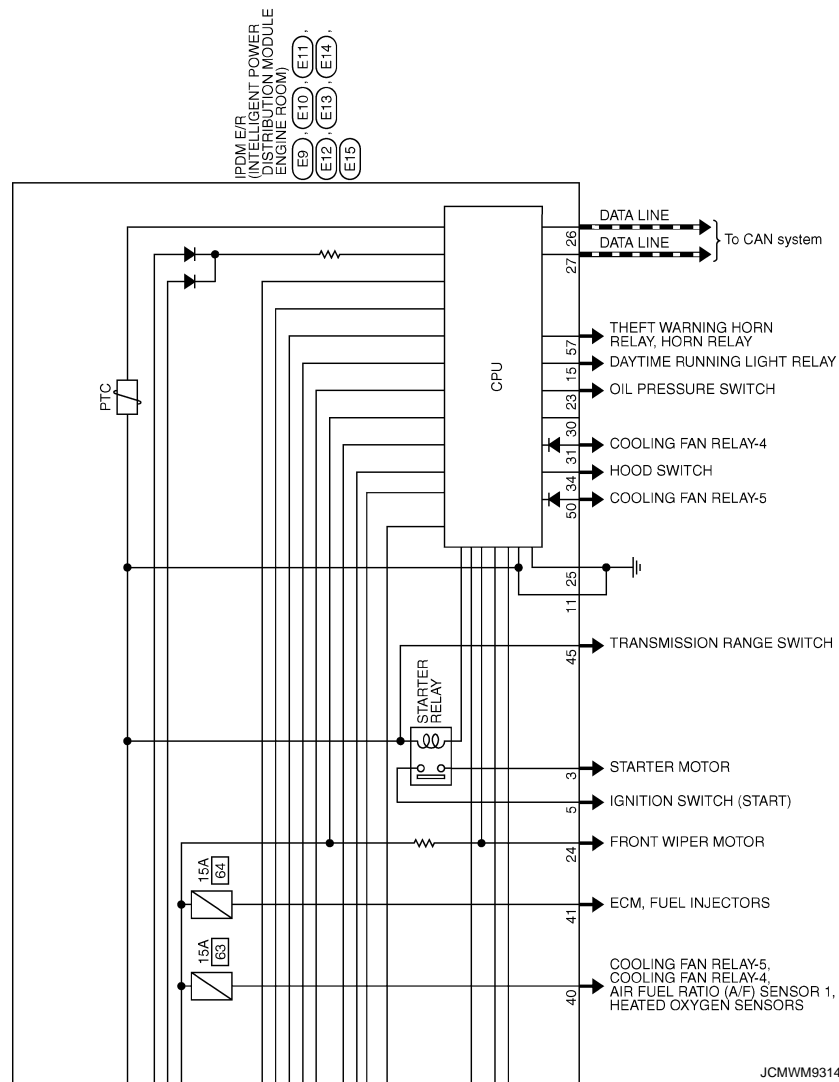 IPDM E/R
(INTELLIGENT POWER
DISTRIBUTION MODULE
ENGINE ROOM)
E9 , E10 , E11 ,
E12 , E13 , E14 ,
E15
DATA LINE
26
DATA LINE
27
To CAN system
THEFT WARNING HORN
RELAY, HORN RELAY
57
DAYTIME RUNNING LIGHT RELAY
15
OIL PRESSURE SWITCH
23
CPU
PTC
30
COOLING FAN RELAY-4
31
HOOD SWITCH
34
COOLING FAN RELAY-5
50
25
11
TRANSMISSION RANGE SWITCH
45
STARTER
RELAY
STARTER MOTOR
3
IGNITION SWITCH (START)
5
FRONT WIPER MOTOR
24
15A
64
ECM, FUEL INJECTORS
41
15A
63
COOLING FAN RELAY-5,
COOLING FAN RELAY-4,
AIR FUEL RATIO (A/F) SENSOR 1,
HEATED OXYGEN SENSORS
40
JCMWM9314